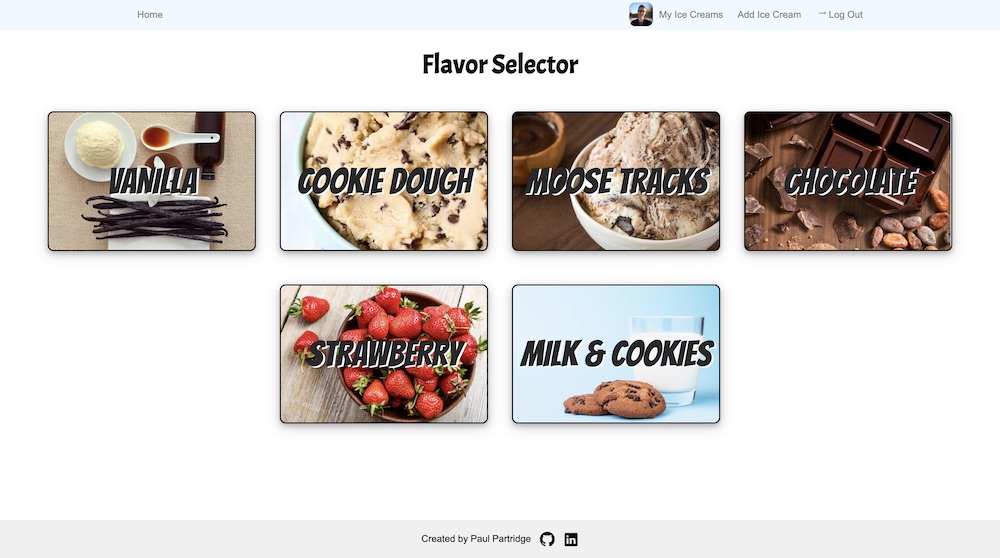 Home
My Ice Creams
Add Ice Cream
→ Log Out
Flavor Selector
VANILLA
COOKIE DOUGH
MOOSE TRACKS
CHOCOLATE
STRAWBERRY
MILK & COOKIES
Created by Paul Partridge